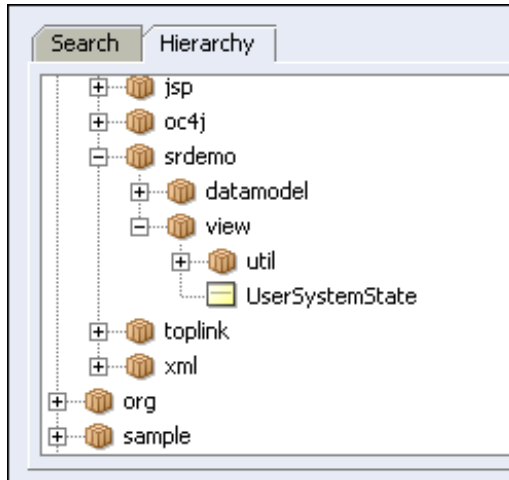 Search Hierarchy
jsp
oc4j
srdemo
datamodel
view
util
UserSystemState
toplink
xml
org
sample